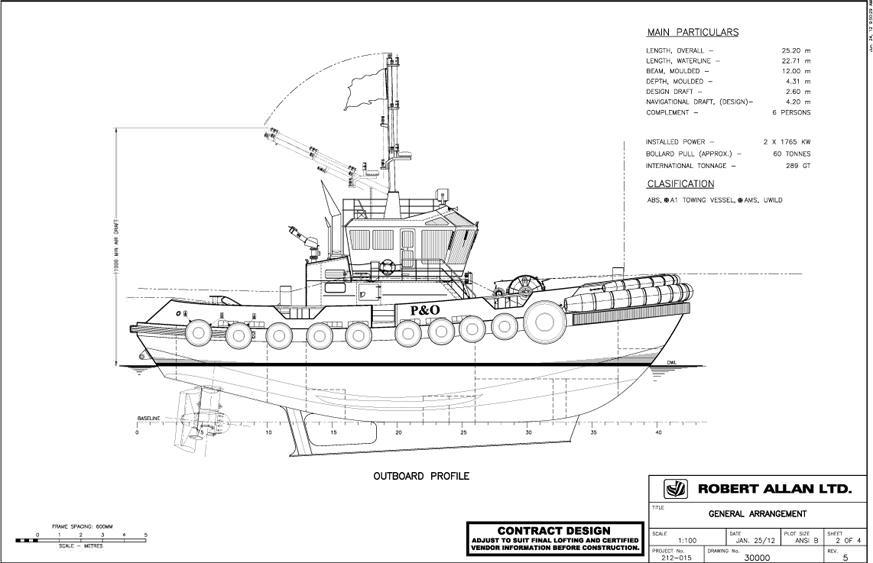 Jun. 24, 12 9:50:29 AM
MAIN PARTICULARS
LENGTH, OVERALL – 25.20 m
LENGTH, WATERLINE – 22.71 m
BEAM, MOULDED – 12.00 m
DEPTH, MOULDED – 4.31 m
DESIGN DRAFT – 2.60 m
NAVIGATIONAL DRAFT, (DESIGN)– 4.20 m
COMPLEMENT – 6 PERSONS
INSTALLED POWER – 2 X 1765 KW
BOLLARD PULL (APPROX.) – 60 TONNES
INTERNATIONAL TONNAGE – 289 GT
CLASIFICATION
ABS, ✠ A1 TOWING VESSEL, ✠ AMS, UWILD
MIN AIR DRAFT
P&O
DWL
BASELINE
0 5 10 15 20 25 30 35 40
OUTBOARD PROFILE
FRAME SPACING: 600MM
0 1 2 3 4 5
SCALE – METRES
CONTRACT DESIGN
ADJUST TO SUIT FINAL LOFTING AND CERTIFIED
VENDOR INFORMATION BEFORE CONSTRUCTION.
ROBERT ALLAN LTD.
TITLE
GENERAL ARRANGEMENT
SCALE DATE PLOT SIZE SHEET
1:100 JAN. 25/12 ANSI B 2 OF 4
PROJECT No. DRAWING No. REV.
212-015 30000 5